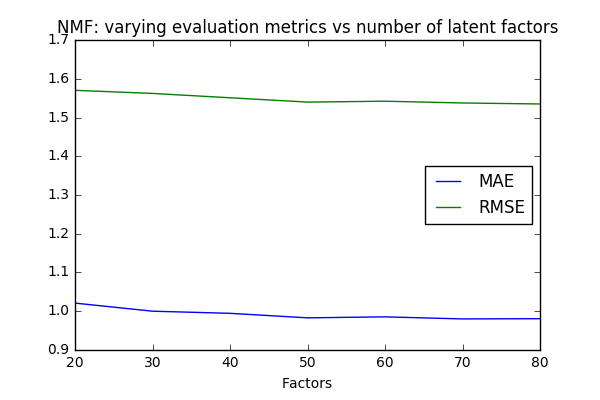 NMF: varying evaluation metrics vs number of latent factors
1.7
1.6
1.5
1.4
1.3
1.2
1.1
1.0
0.9
MAE
RMSE
20 30 40 50 60 70 80
Factors